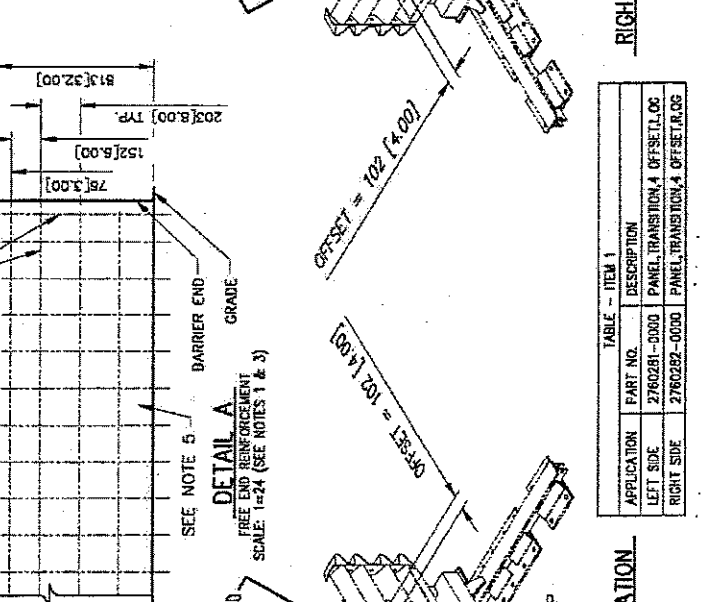 813[32.00]
203[8.00] TYP.
152[6.00]
76[3.00]
BARRIER END
GRADE
SEE NOTE 5
DETAIL A
FREE END REINFORCEMENT
SCALE: 1=24 (SEE NOTES 1 & 3)
OFFSET = 102 [4.00]
OFFSET = 102 [4.00]
RIGH
ATION
TABLE - ITEM 1
APPLICATION PART NO. DESCRIPTION
LEFT SIDE 2760281-0000 PANEL,TRANSITION,4 OFFSET,L,OG
RIGHT SIDE 2760282-0000 PANEL,TRANSITION,4 OFFSET,R,OG